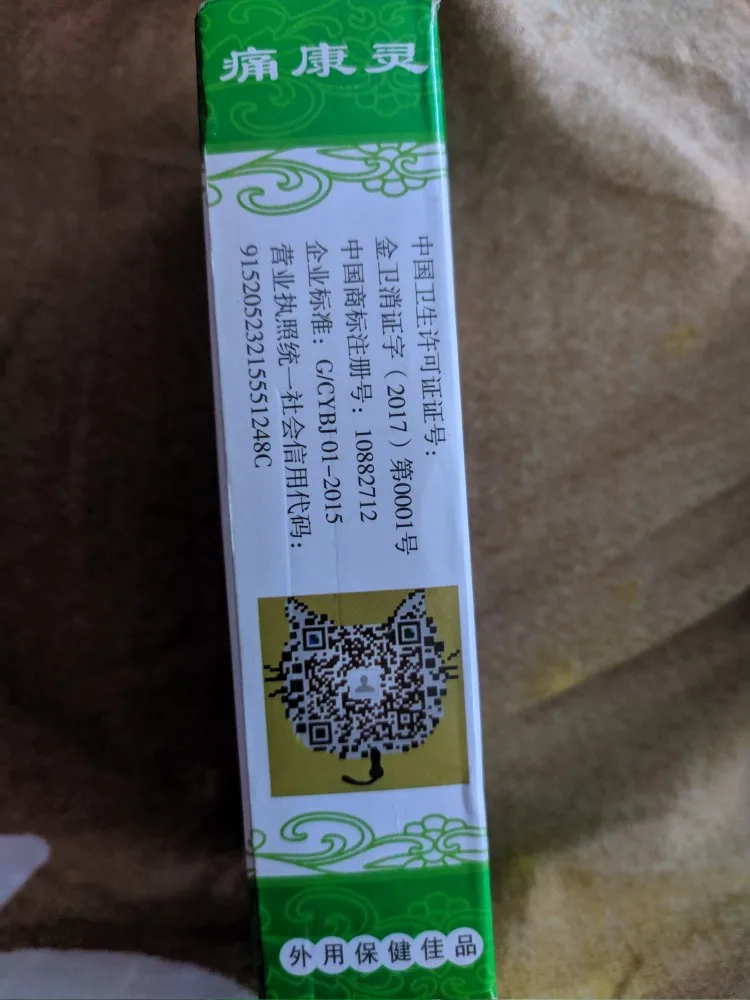 痛康灵
中国卫生许可证证号：
金卫消证字（2017）第0001号
中国商标注册号：10882712
企业标准：G/CYBJ 01-2015
营业执照统一社会信用代码：
91520523215551248C
外用保健佳品